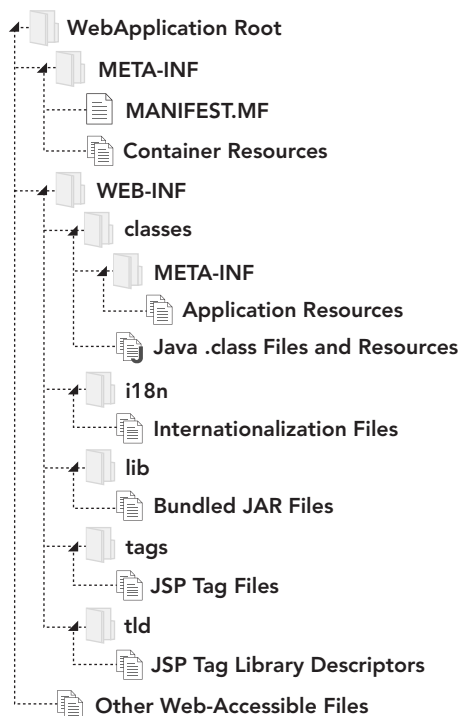 WebApplication Root
META-INF
MANIFEST.MF
Container Resources
WEB-INF
classes
META-INF
Application Resources
Java .class Files and Resources
i18n
Internationalization Files
lib
Bundled JAR Files
tags
JSP Tag Files
tld
JSP Tag Library Descriptors
Other Web-Accessible Files